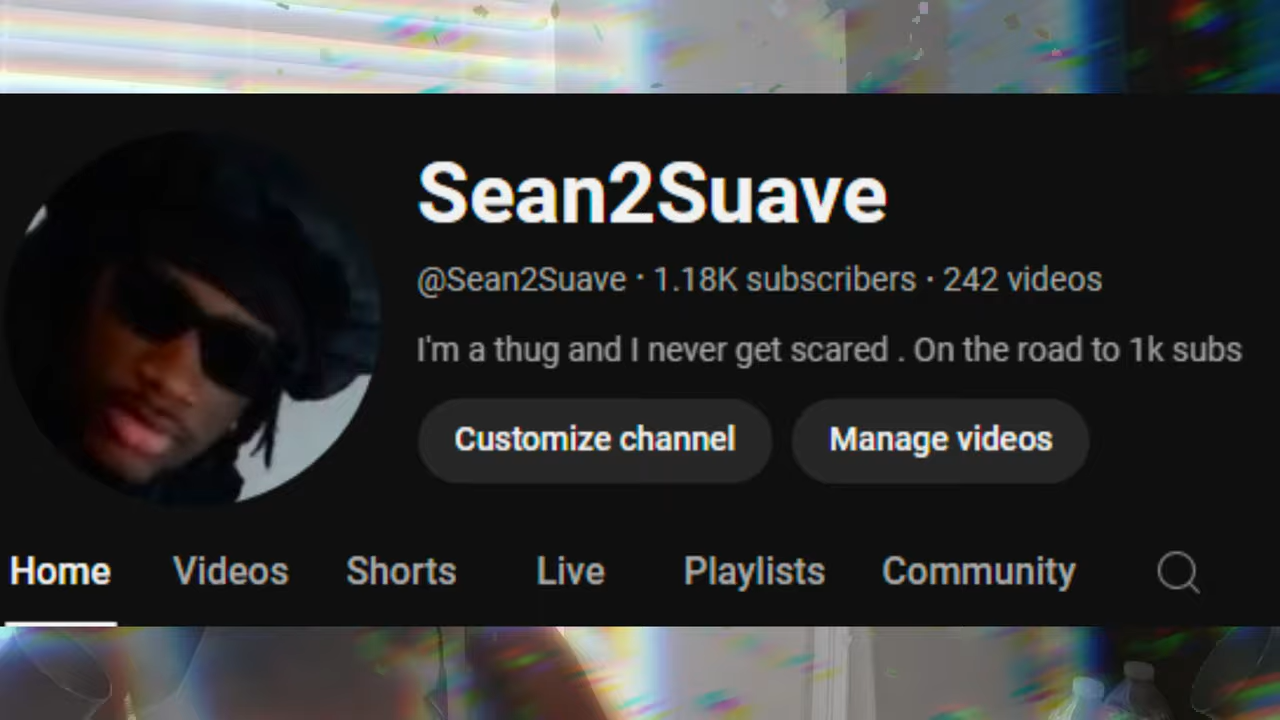 Sean2Suave
@Sean2Suave · 1.18K subscribers · 242 videos
I'm a thug and I never get scared . On the road to 1k subs
Customize channel Manage videos
Home Videos Shorts Live Playlists Community